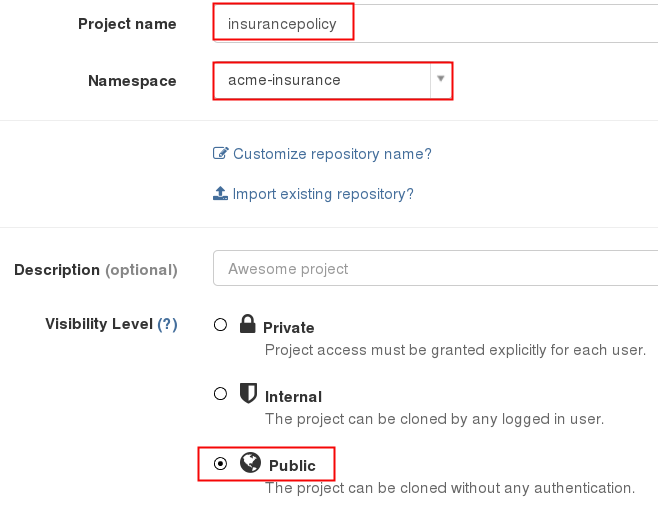 Project name insurancepolicy
Namespace acme-insurance
Customize repository name?
Import existing repository?
Description (optional) Awesome project
Visibility Level (?) Private
Project access must be granted explicitly for each user.
Internal
The project can be cloned by any logged in user.
Public
The project can be cloned without any authentication.